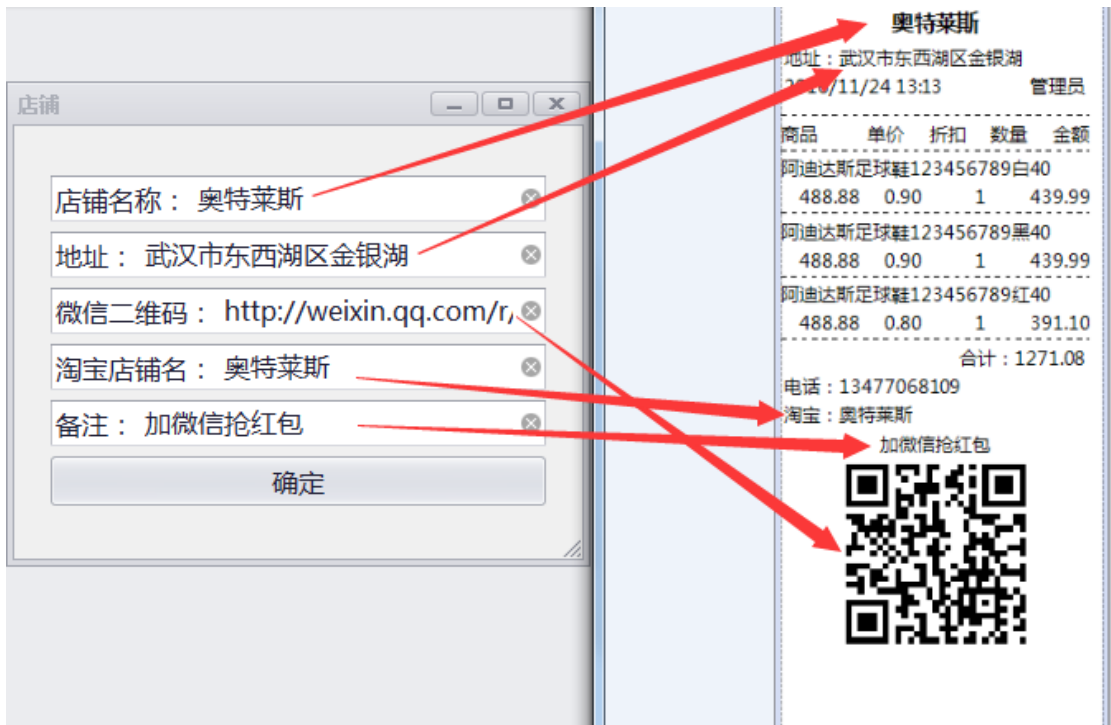 店铺
店铺名称： 奥特莱斯
地址： 武汉市东西湖区金银湖
微信二维码： http://weixin.qq.com/r/
淘宝店铺名： 奥特莱斯
备注： 加微信抢红包
确定
奥特莱斯
地址：武汉市东西湖区金银湖
/11/24 13:13 管理员
商品 单价 折扣 数量 金额
阿迪达斯足球鞋123456789白40
488.88 0.90 1 439.99
阿迪达斯足球鞋123456789黑40
488.88 0.90 1 439.99
阿迪达斯足球鞋123456789红40
488.88 0.80 1 391.10
合计：1271.08
电话：13477068109
淘宝：奥特莱斯
加微信抢红包